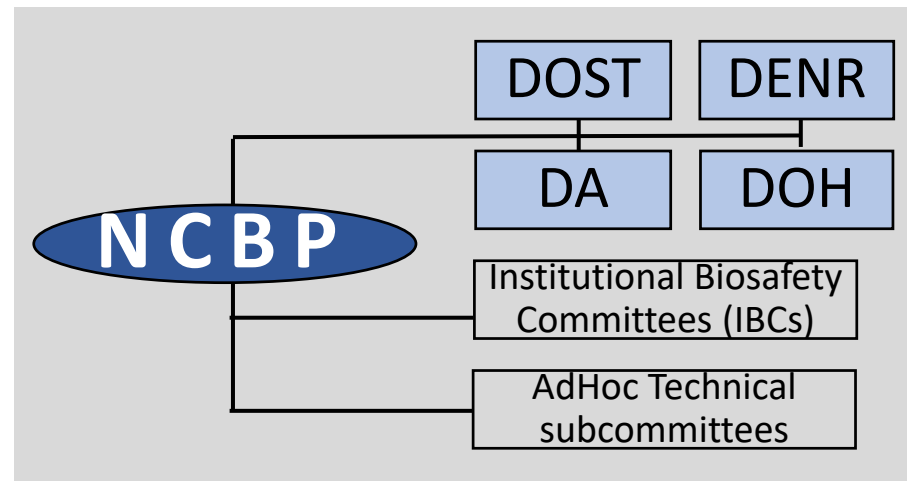 DOST
DENR
DA
DOH
N C B P
Institutional Biosafety
Committees (IBCs)
AdHoc Technical
subcommittees